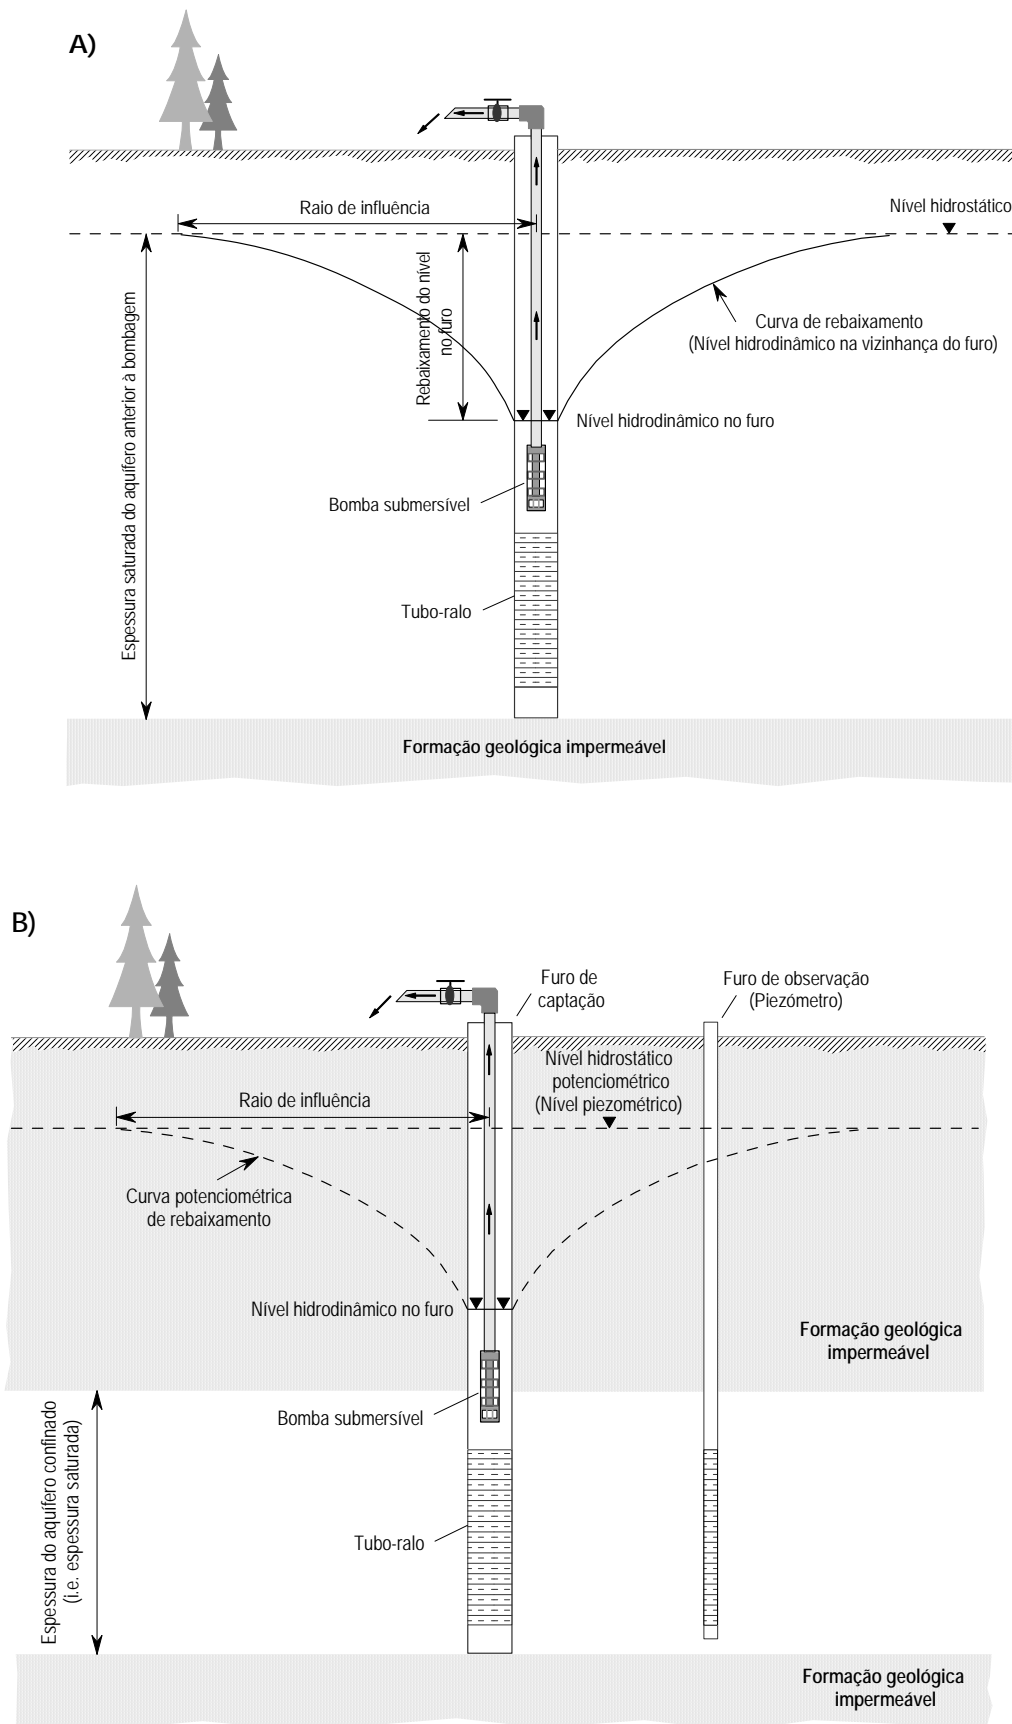 A)
Raio de influência
Nível hidrostático
Rebaixamento do nível
no furo
Espessura saturada do aquífero anterior à bombagem
Curva de rebaixamento
(Nível hidrodinâmico na vizinhança do furo)
Nível hidrodinâmico no furo
Bomba submersível
Tubo-ralo
Formação geológica impermeável
B)
Furo de
captação
Furo de observação
(Piezómetro)
Nível hidrostático
potenciométrico
(Nível piezométrico)
Raio de influência
Curva potenciométrica
de rebaixamento
Nível hidrodinâmico no furo
Formação geológica
impermeável
Bomba submersível
Espessura do aquífero confinado
(i.e. espessura saturada)
Tubo-ralo
Formação geológica
impermeável